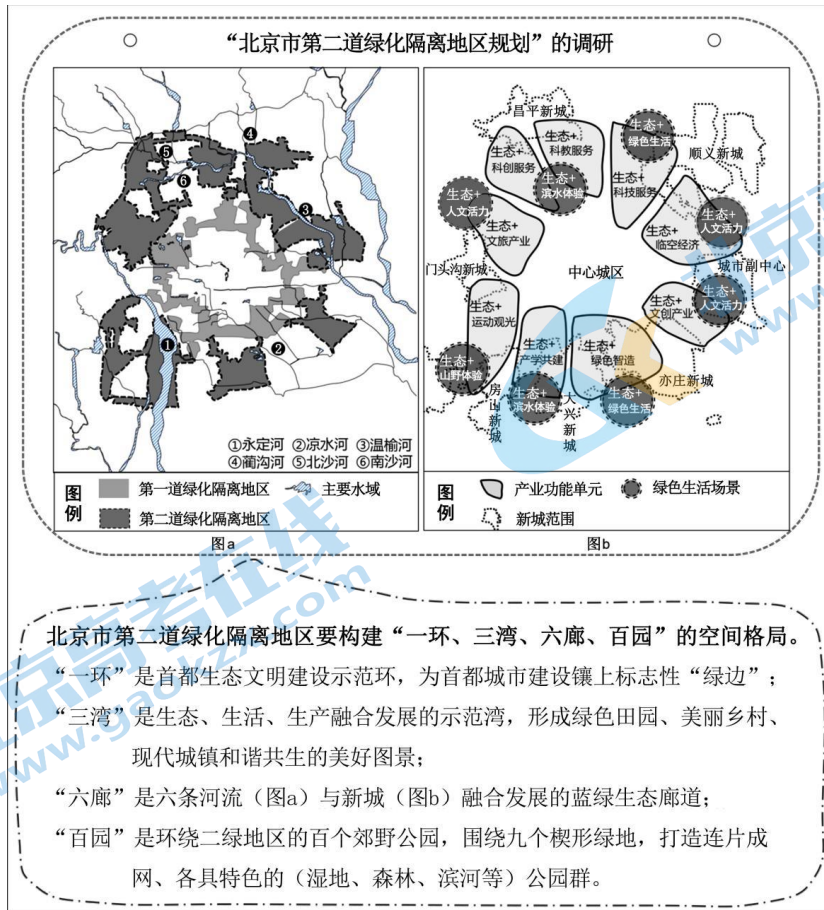 “北京市第二道绿化隔离地区规划”的调研
④
⑤
⑥
③
①
②
①永定河 ②凉水河 ③温榆河
④蔺沟河 ⑤北沙河 ⑥南沙河
图例
第一道绿化隔离地区
主要水域
第二道绿化隔离地区
图a
昌平新城
生态+
科教服务
生态+
绿色生活
顺义新城
生态+
科创服务
生态+
滨水体验
生态+
科技服务
生态+
人文活力
生态+
文旅产业
生态+
人文活力
生态+
临空经济
门头沟新城
中心城区
城市副中心
生态+
人文活力
生态+
文创产业
生态+
运动观光
生态+
产学共建
生态+
绿色智造
生态+
山野体验
亦庄新城
房山新城
生态+
滨水体验
大兴新城
生态+
绿色生活
图例
产业功能单元
绿色生活场景
新城范围
图b
北京市第二道绿化隔离地区要构建“一环、三湾、六廊、百园”的空间格局。
“一环”是首都生态文明建设示范环，为首都城市建设镶上标志性“绿边”；
“三湾”是生态、生活、生产融合发展的示范湾，形成绿色田园、美丽乡村、
现代城镇和谐共生的美好图景；
“六廊”是六条河流（图a）与新城（图b）融合发展的蓝绿生态廊道；
“百园”是环绕二绿地区的百个郊野公园，围绕九个楔形绿地，打造连片成
网、各具特色的（湿地、森林、滨河等）公园群。
北京高考在线
www.gaokzx.com